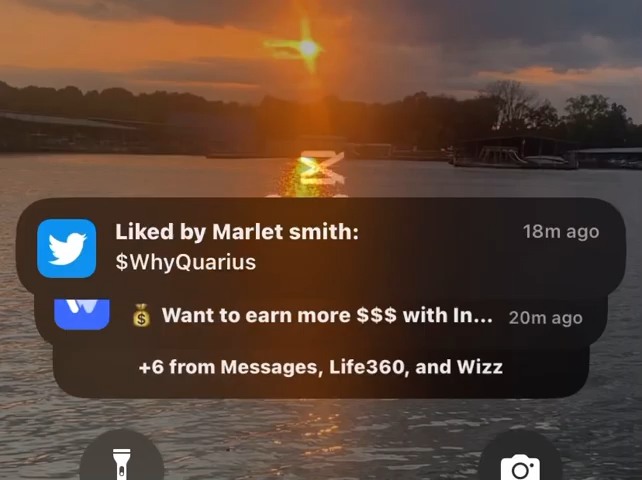 Liked by Marlet smith:
18m ago
$WhyQuarius
💰 Want to earn more $$$ with In...
20m ago
+6 from Messages, Life360, and Wizz